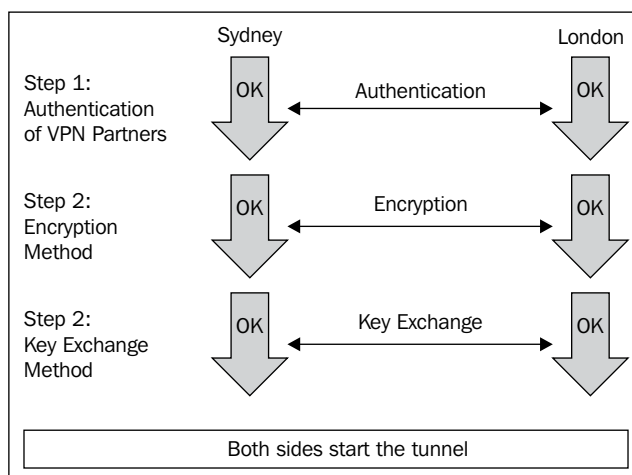 Sydney
London
Step 1:
Authentication
of VPN Partners
OK
Authentication
OK
Step 2:
Encryption
Method
OK
Encryption
OK
Step 2:
Key Exchange
Method
OK
Key Exchange
OK
Both sides start the tunnel